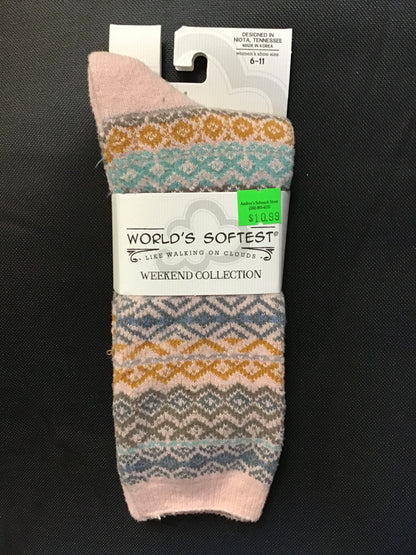 DESIGNED IN
NIOTA, TENNESSEE
MADE IN KOREA
women's shoe size
6-11
$10.99
WORLD'S SOFTEST®
- LIKE WALKING ON CLOUDS -
WEEKEND COLLECTION